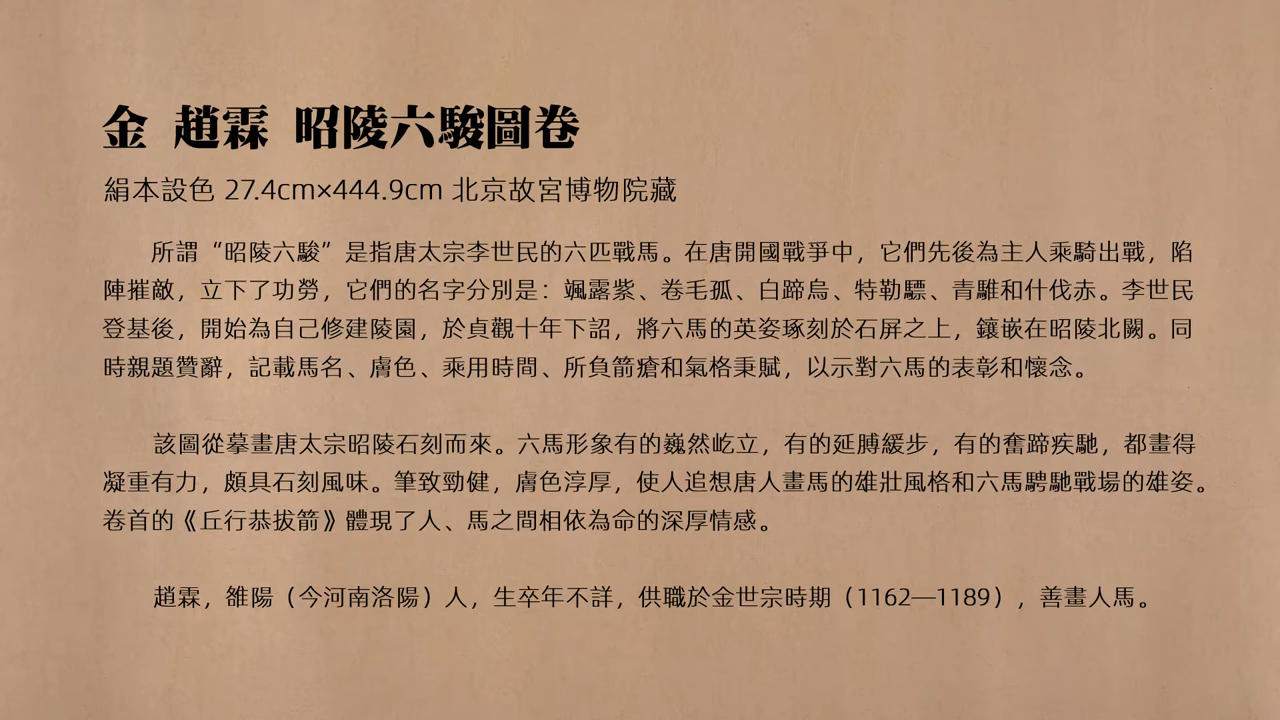 金 趙霖 昭陵六駿圖卷
絹本設色 27.4cm×444.9cm 北京故宮博物院藏
所謂“昭陵六駿”是指唐太宗李世民的六匹戰馬。在唐開國戰爭中，它們先後為主人乘騎出戰，陷
陣摧敵，立下了功勞，它們的名字分別是：颯露紫、卷毛孤、白蹄烏、特勒驃、青騅和什伐赤。李世民
登基後，開始為自己修建陵園，於貞觀十年下詔，將六馬的英姿琢刻於石屏之上，鑲嵌在昭陵北闕。同
時親題贊辭，記載馬名、膚色、乘用時間、所負箭瘡和氣格秉賦，以示對六馬的表彰和懷念。
該圖從摹畫唐太宗昭陵石刻而來。六馬形象有的巍然屹立，有的延膊緩步，有的奮蹄疾馳，都畫得
凝重有力，頗具石刻風味。筆致勁健，膚色淳厚，使人追想唐人畫馬的雄壯風格和六馬騁馳戰場的雄姿。
卷首的《丘行恭拔箭》體現了人、馬之間相依為命的深厚情感。
趙霖，雒陽（今河南洛陽）人，生卒年不詳，供職於金世宗時期（1162—1189），善畫人馬。